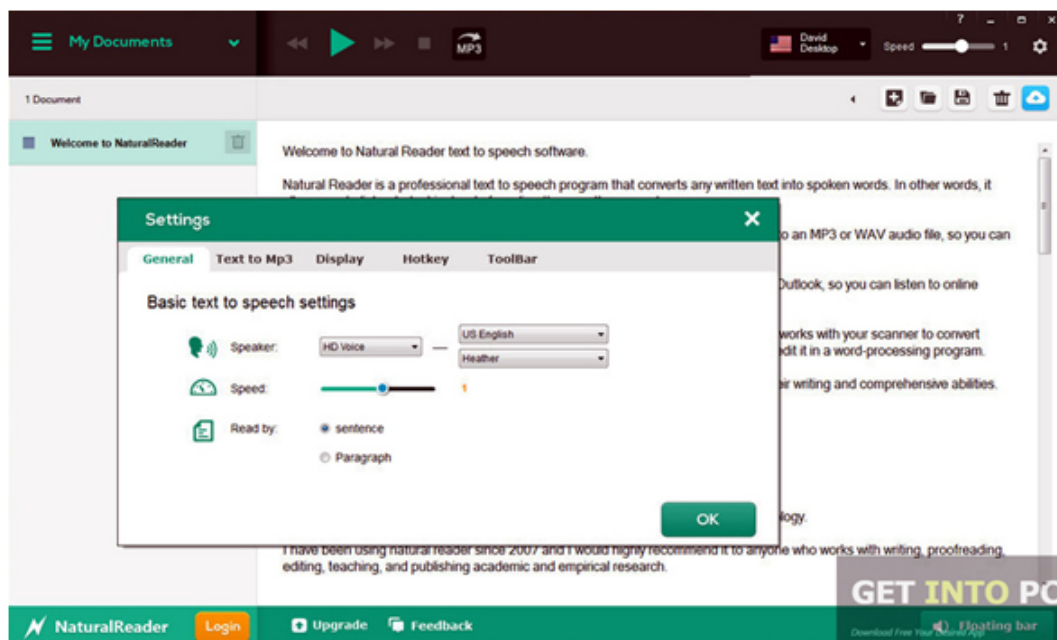 ? _ x
My Documents
MP3
David
Desktop
Speed 1
1 Document
Welcome to NaturalReader
Welcome to Natural Reader text to speech software.
Natural Reader is a professional text to speech program that converts any written text into spoken words. In other words, it
o an MP3 or WAV audio file, so you can
Outlook, so you can listen to online
works with your scanner to convert
dit it in a word-processing program.
eir writing and comprehensive abilities.
ology.
I have been using natural reader since 2007 and I would highly recommend it to anyone who works with writing, proofreading,
editing, teaching, and publishing academic and empirical research.
Settings
General Text to Mp3 Display Hotkey ToolBar
Basic text to speech settings
Speaker: HD Voice — US English
Heather
Speed: 1
Read by: sentence
Paragraph
OK
GET INTO PC
Download Free Your Desired App
NaturalReader Login Upgrade Feedback Floating bar